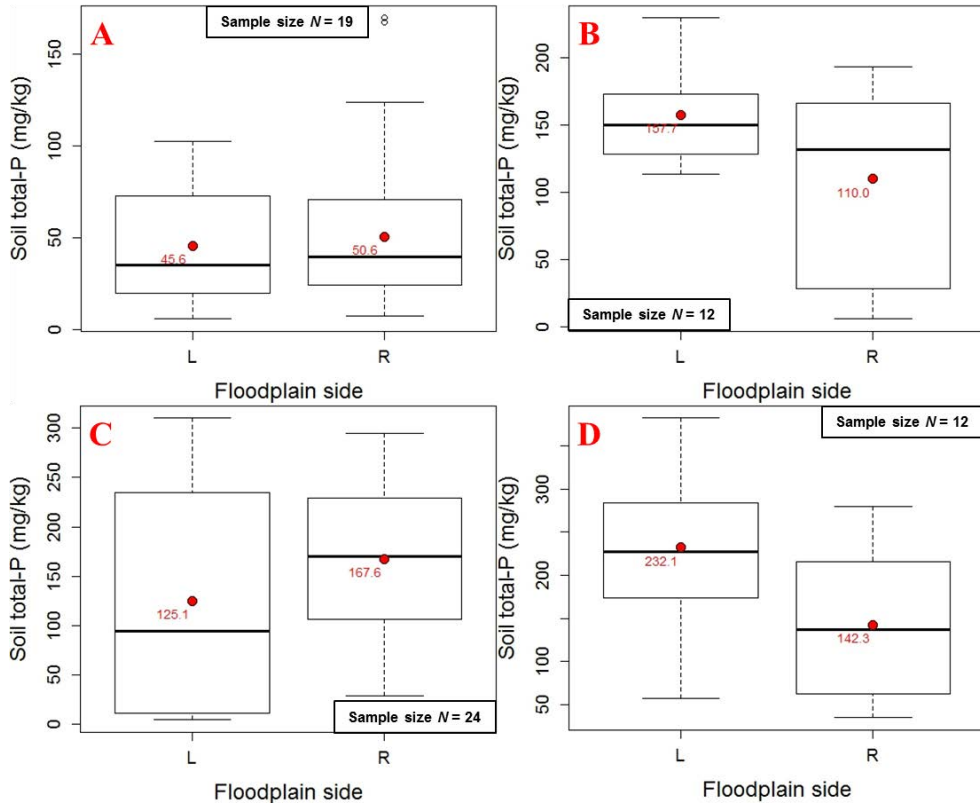 A
Sample size N = 19
Soil total-P (mg/kg)
150
100
50
0
45.6
50.6
L
R
Floodplain side
B
Sample size N = 12
Soil total-P (mg/kg)
200
150
100
50
0
157.7
110.0
L
R
Floodplain side
C
Sample size N = 24
Soil total-P (mg/kg)
300
250
200
150
100
50
0
125.1
167.6
L
R
Floodplain side
D
Sample size N = 12
Soil total-P (mg/kg)
300
200
100
50
232.1
142.3
L
R
Floodplain side